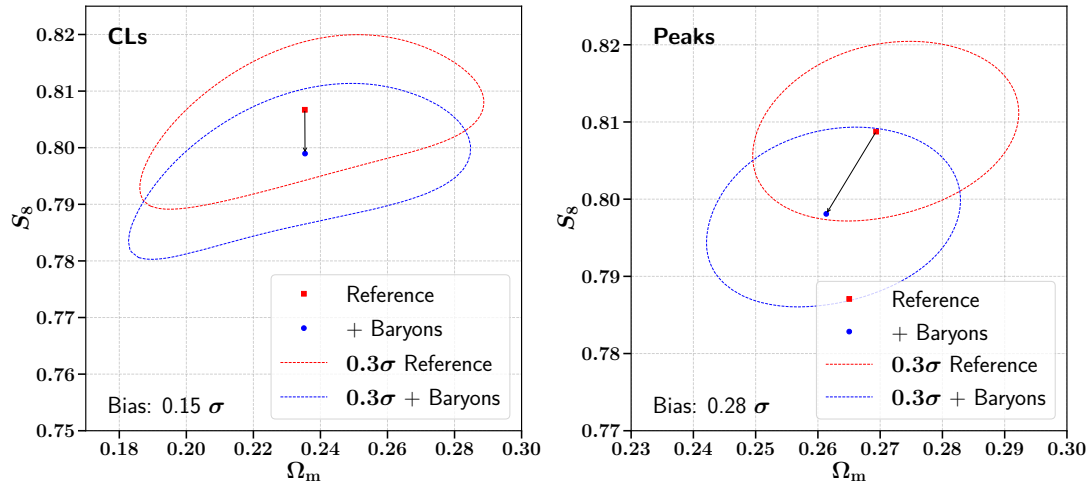 CLs
0.82
0.81
0.80
0.79
0.78
0.77
0.76
0.75
S8
0.18 0.20 0.22 0.24 0.26 0.28 0.30
Ωm
Reference
+ Baryons
0.3σ Reference
0.3σ + Baryons
Bias: 0.15 σ
Peaks
0.82
0.81
0.80
0.79
0.78
0.77
S8
0.23 0.24 0.25 0.26 0.27 0.28 0.29 0.30
Ωm
Reference
+ Baryons
0.3σ Reference
0.3σ + Baryons
Bias: 0.28 σ